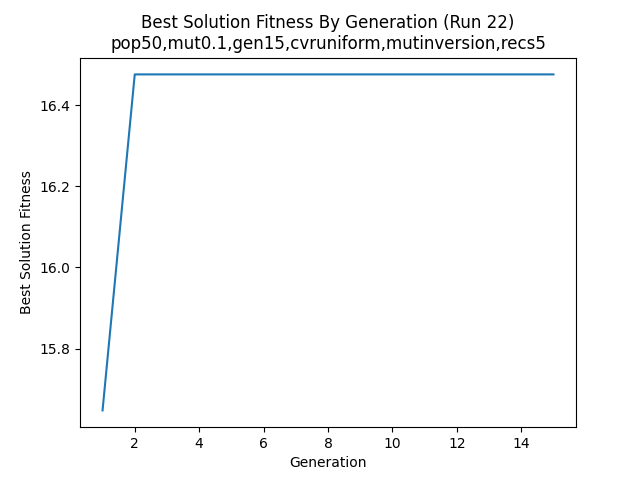 Best Solution Fitness By Generation (Run 22)
pop50,mut0.1,gen15,cvruniform,mutinversion,recs5
16.4
16.2
16.0
15.8
Best Solution Fitness
2 4 6 8 10 12 14
Generation